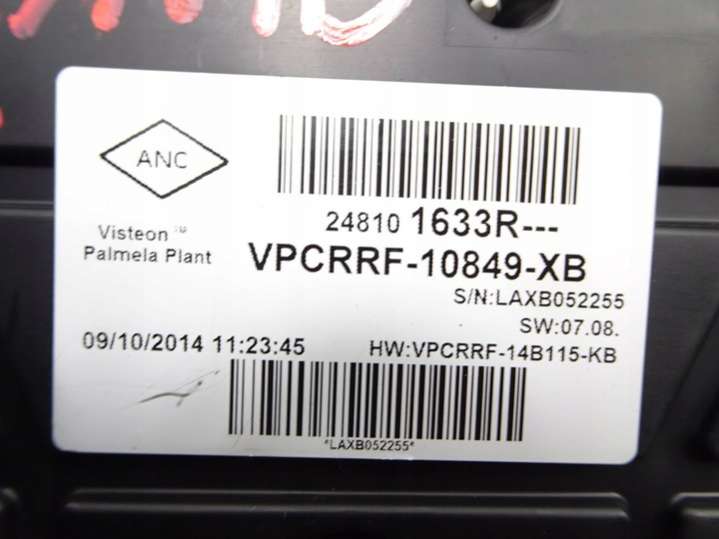 ANC
24810 1633R---
Visteon ™
Palmela Plant
VPCRRF-10849-XB
S/N:LAXB052255
SW:07.08.
09/10/2014 11:23:45
HW:VPCRRF-14B115-KB
*LAXB052255*